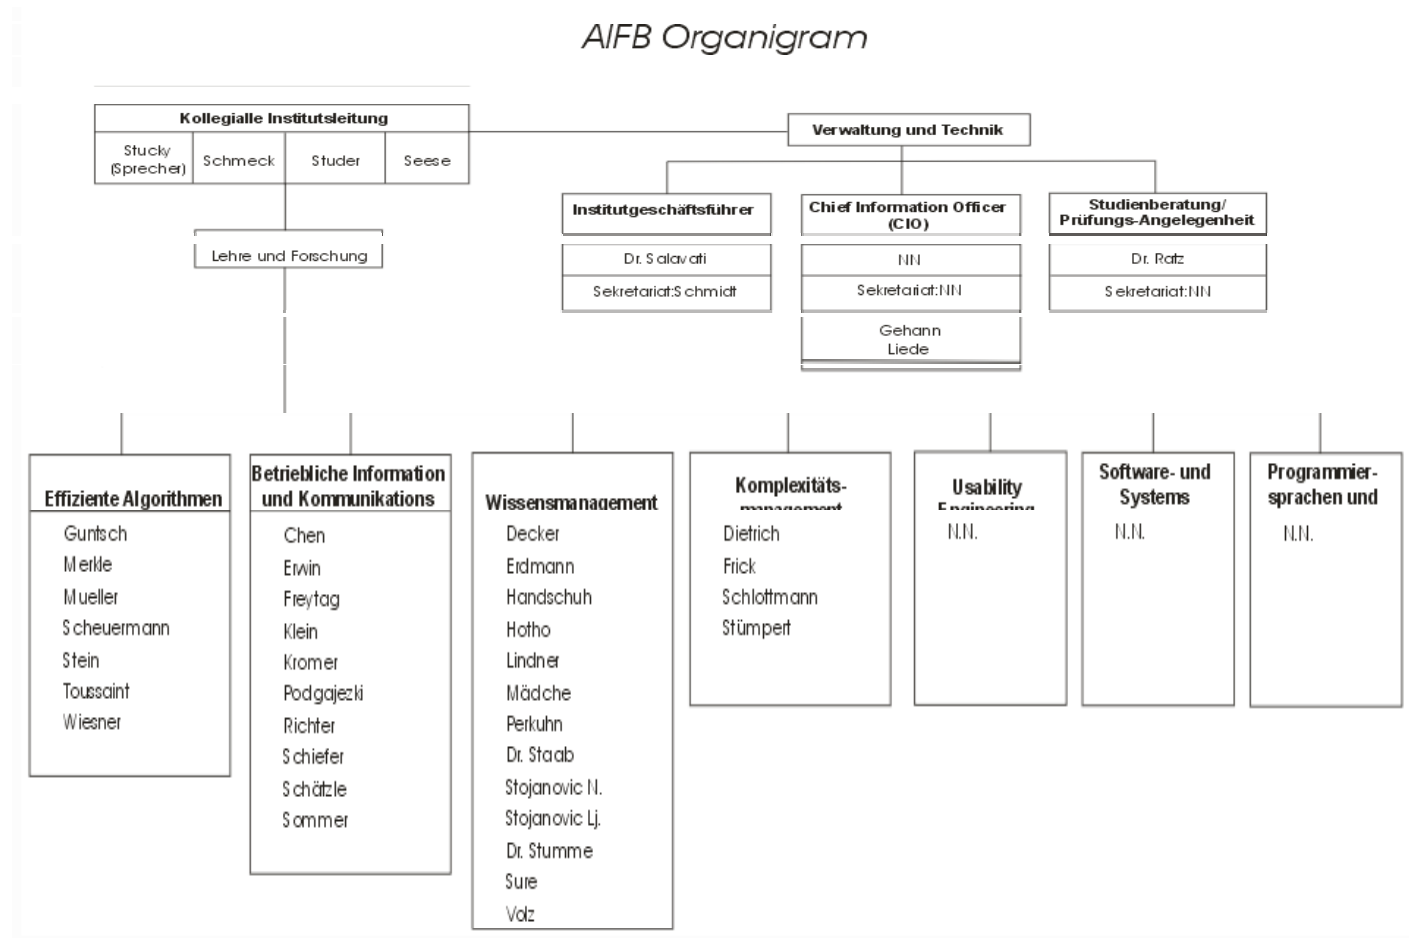 AIFB Organigram
Kollegialle Institutsleitung
Stucky
(Sprecher)
Schmeck
Studer
Seese
Verwaltung und Technik
Institutgeschäftsführer
Dr. Salavati
Sekretariat:Schmidt
Chief Information Officer
(CIO)
NN
Sekretariat:NN
Gehann
Liede
Studienberatung/
Prüfungs-Angelegenheit
Dr. Ratz
Sekretariat:NN
Lehre und Forschung
Effiziente Algorithmen
Guntsch
Merkle
Mueller
Scheuermann
Stein
Toussaint
Wiesner
Betriebliche Information
und Kommunikations
Chen
Erwin
Freytag
Klein
Kromer
Podgajezki
Richter
Schiefer
Schätzle
Sommer
Wissensmanagement
Decker
Erdmann
Handschuh
Hotho
Lindner
Mädche
Perkuhn
Dr. Staab
Stojanovic N.
Stojanovic Lj.
Dr. Stumme
Sure
Volz
Komplexitäts-
management
Dietrich
Frick
Schlottmann
Stümpert
Usability
Engineering
N.N.
Software- und
Systems
N.N.
Programmier-
sprachen und
N.N.